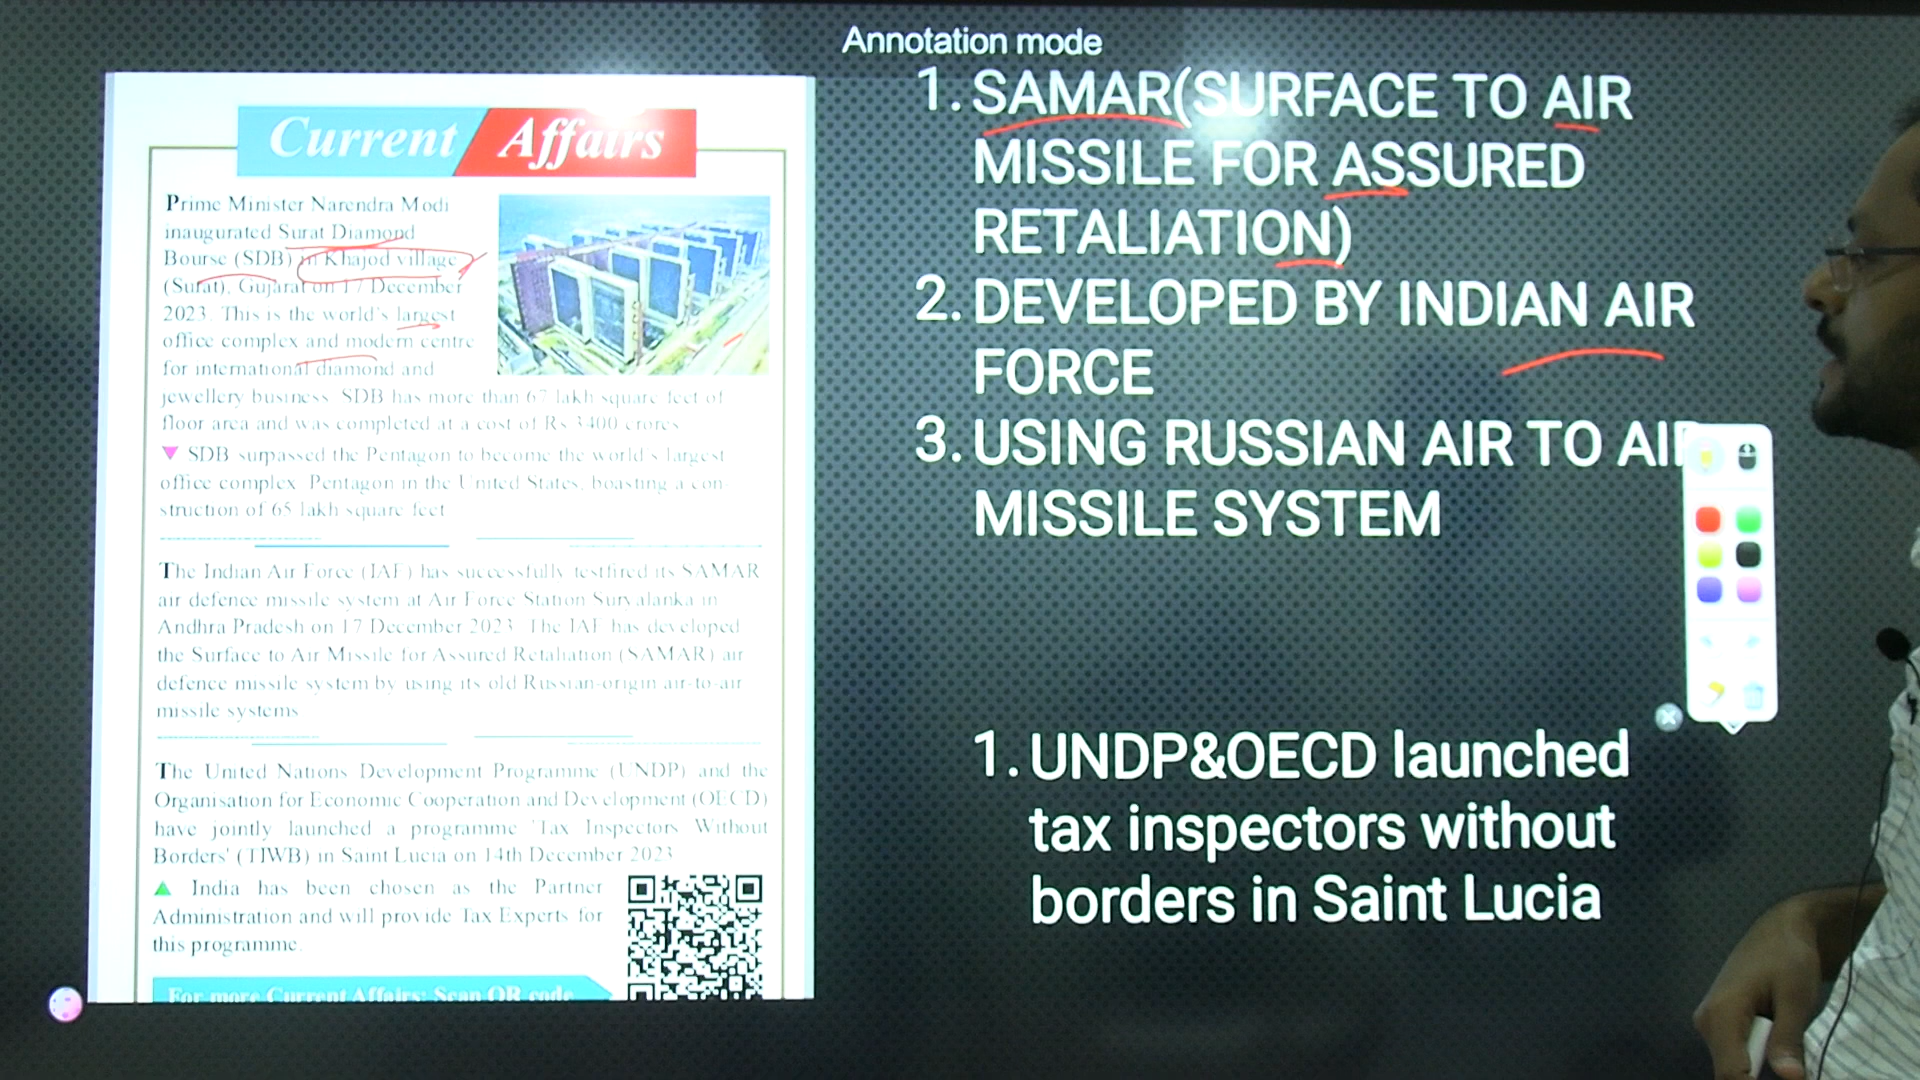 Annotation mode
Current Affairs
Prime Minister Narendra Modi
inaugurated Surat Diamond
Bourse (SDB) in Khajod village
(Surat), Gujarat on 17 December
2023. This is the world's largest
office complex and modern centre
for international diamond and
jewellery business. SDB has more than 67 lakh square feet of
floor area and was completed at a cost of Rs 3400 crores.
▼ SDB surpassed the Pentagon to become the world's largest
office complex. Pentagon in the United States, boasting a con-
struction of 65 lakh square feet.
The Indian Air Force (IAF) has successfully testfired its SAMAR
air defence missile system at Air Force Station Suryalanka in
Andhra Pradesh on 17 December 2023. The IAF has developed
the Surface to Air Missile for Assured Retaliation (SAMAR) air
defence missile system by using its old Russian-origin air-to-air
missile systems.
The United Nations Development Programme (UNDP) and the
Organisation for Economic Cooperation and Development (OECD)
have jointly launched a programme 'Tax Inspectors Without
Borders' (TIWB) in Saint Lucia on 14th December 2023.
▲ India has been chosen as the Partner
Administration and will provide Tax Experts for
this programme.
For more Current Affairs: Scan QR code
1. SAMAR(SURFACE TO AIR
MISSILE FOR ASSURED
RETALIATION)
2. DEVELOPED BY INDIAN AIR
FORCE
3. USING RUSSIAN AIR TO AIR
MISSILE SYSTEM
1. UNDP&OECD launched
tax inspectors without
borders in Saint Lucia